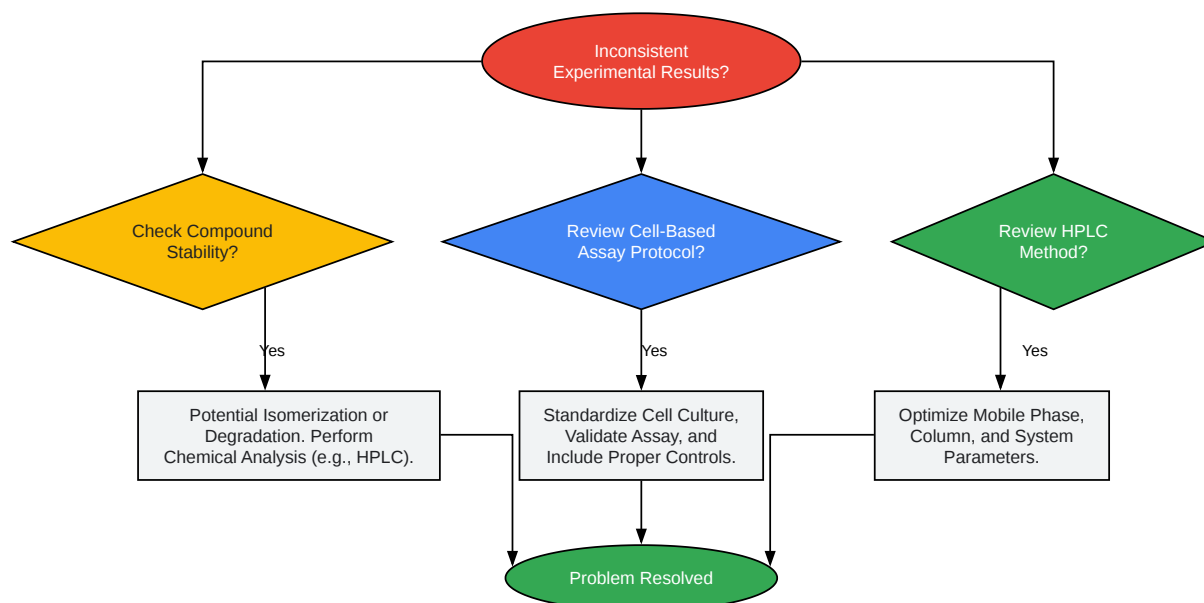 Inconsistent
Experimental Results?
Check Compound
Stability?
Review Cell-Based
Assay Protocol?
Review HPLC
Method?
Yes
Yes
Yes
Potential Isomerization or
Degradation. Perform
Chemical Analysis (e.g., HPLC).
Standardize Cell Culture,
Validate Assay, and
Include Proper Controls.
Optimize Mobile Phase,
Column, and System
Parameters.
Problem Resolved